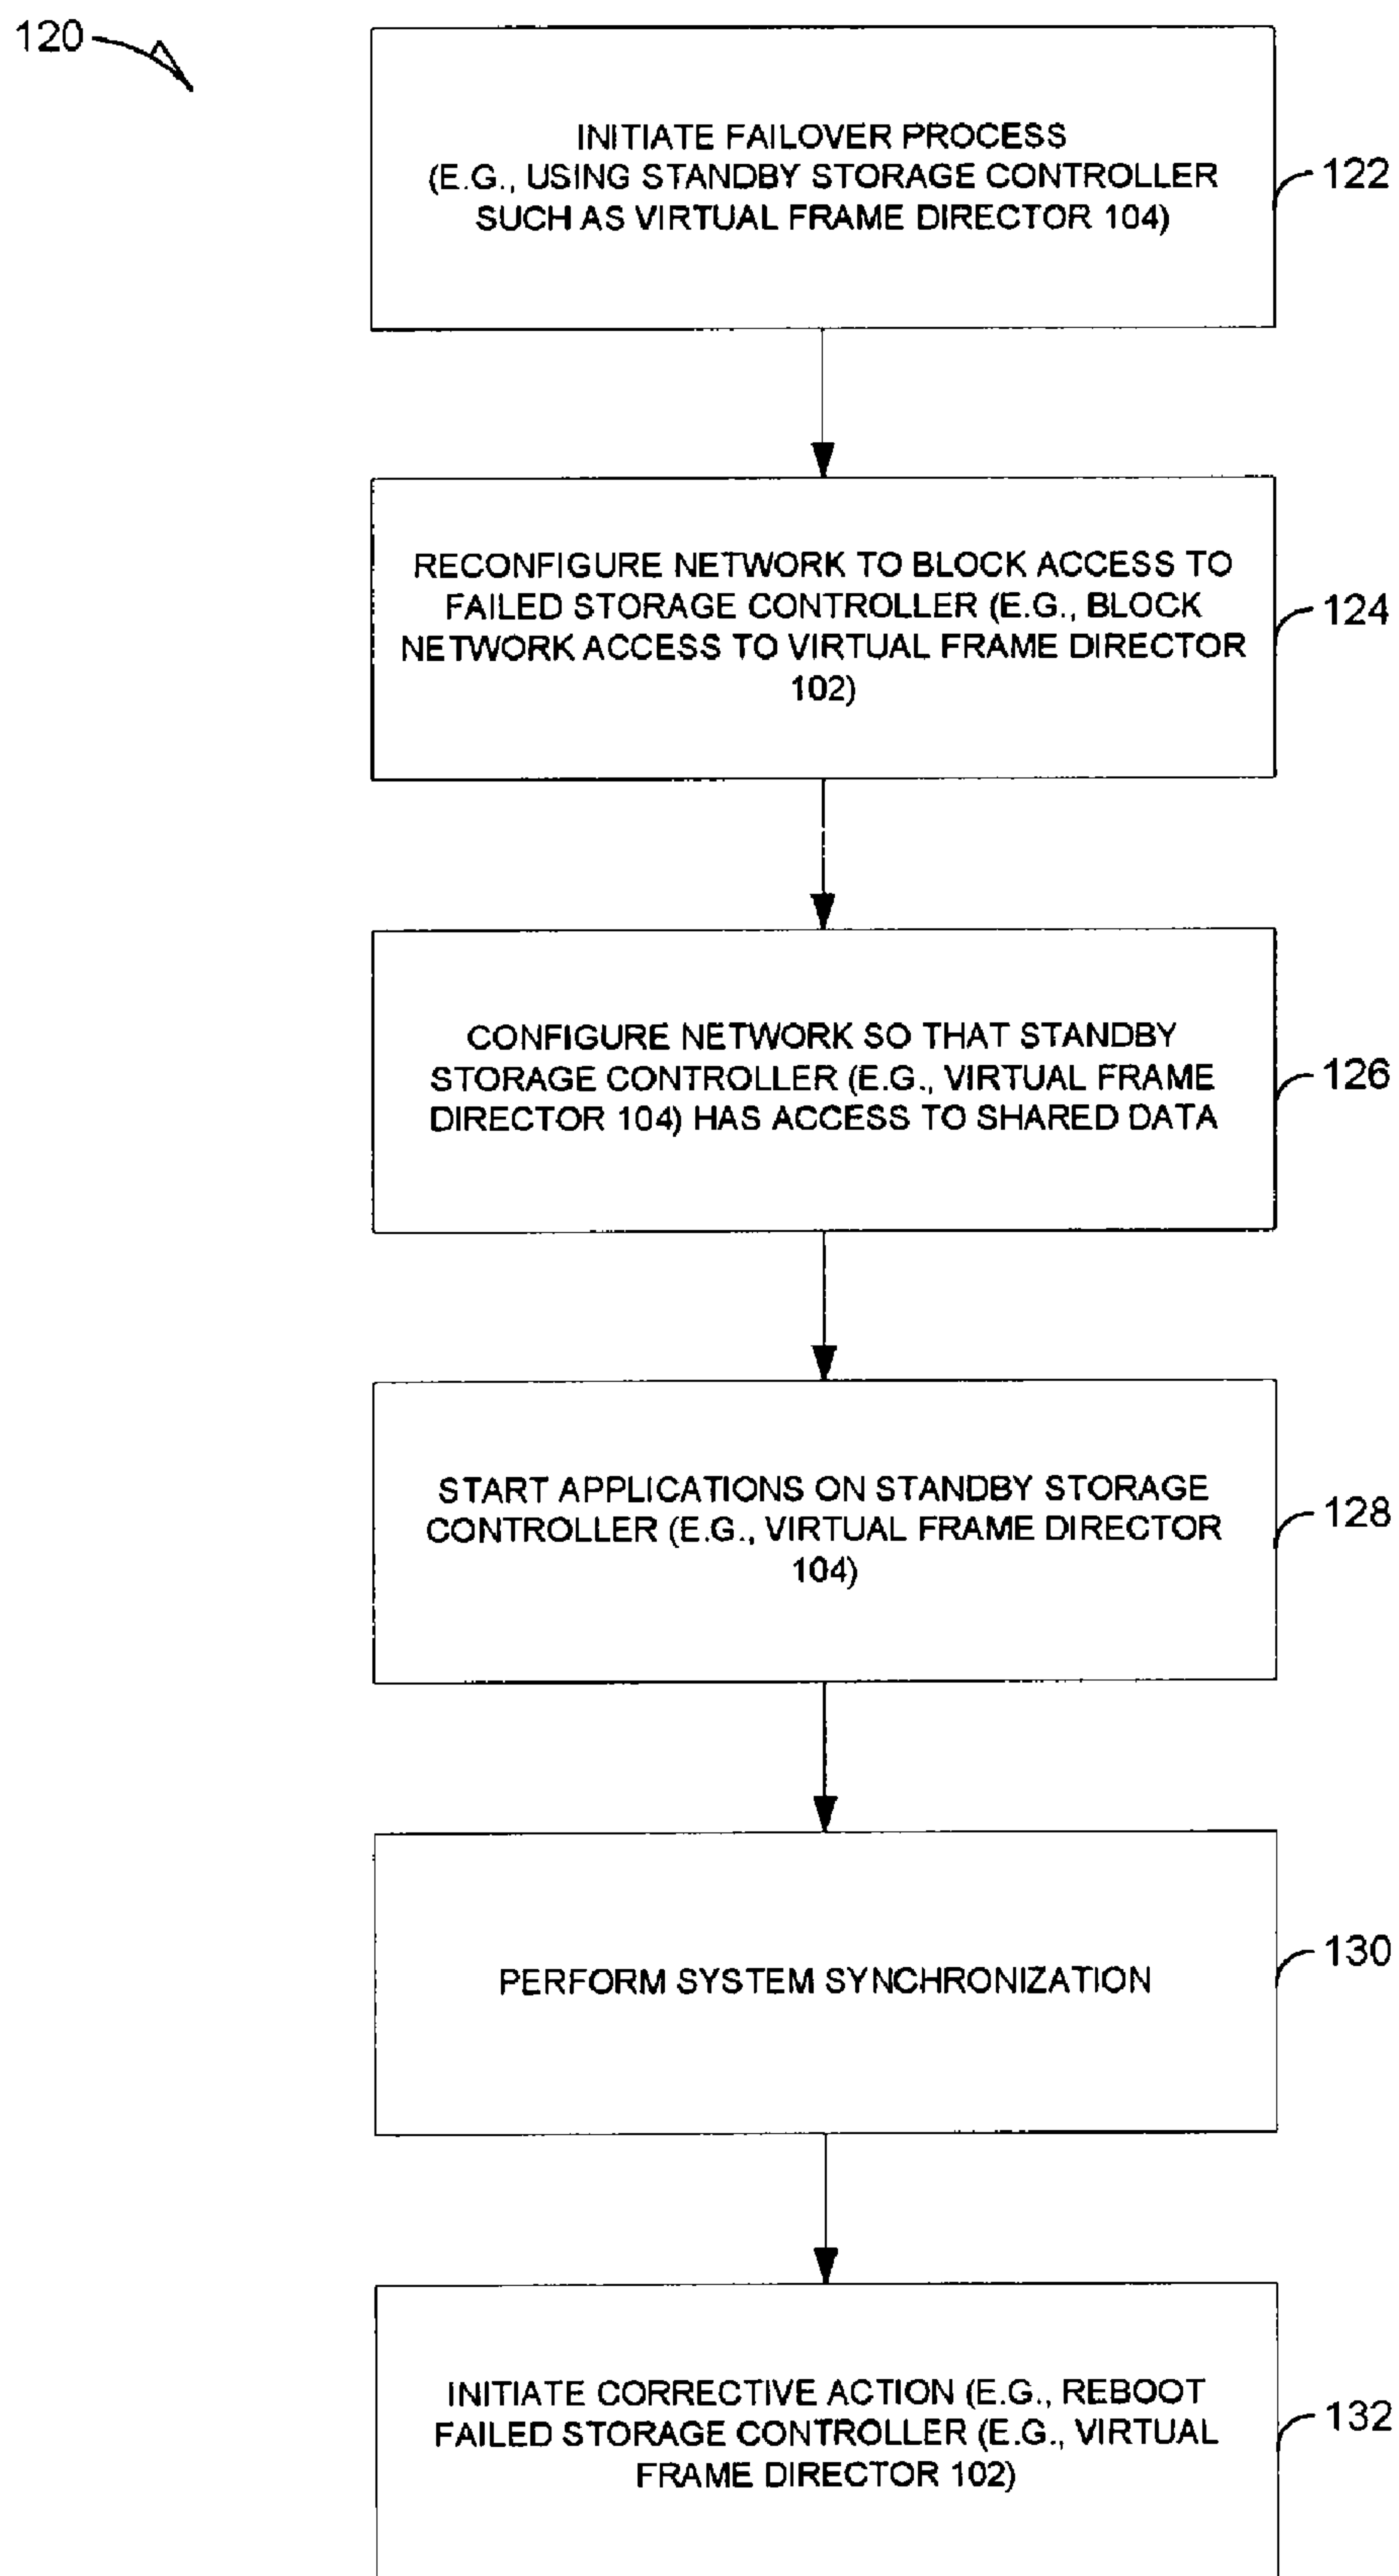 120
INITIATE FAILOVER PROCESS
(E.G., USING STANDBY STORAGE CONTROLLER
SUCH AS VIRTUAL FRAME DIRECTOR 104)
122
RECONFIGURE NETWORK TO BLOCK ACCESS TO
FAILED STORAGE CONTROLLER (E.G., BLOCK
NETWORK ACCESS TO VIRTUAL FRAME DIRECTOR
102)
124
CONFIGURE NETWORK SO THAT STANDBY
STORAGE CONTROLLER (E.G., VIRTUAL FRAME
DIRECTOR 104) HAS ACCESS TO SHARED DATA
126
START APPLICATIONS ON STANDBY STORAGE
CONTROLLER (E.G., VIRTUAL FRAME DIRECTOR
104)
128
PERFORM SYSTEM SYNCHRONIZATION
130
INITIATE CORRECTIVE ACTION (E.G., REBOOT
FAILED STORAGE CONTROLLER (E.G., VIRTUAL
FRAME DIRECTOR 102)
132